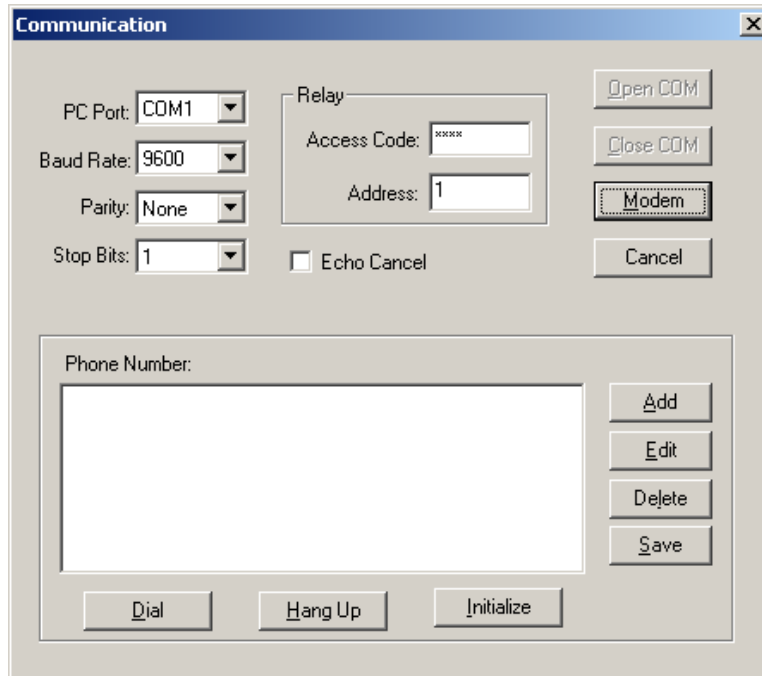 Communication
PC Port: COM1
Baud Rate: 9600
Parity: None
Stop Bits: 1
Relay
Access Code: ****
Address: 1
Echo Cancel
Open COM
Close COM
Modem
Cancel
Phone Number:
Add
Edit
Delete
Save
Dial
Hang Up
Initialize